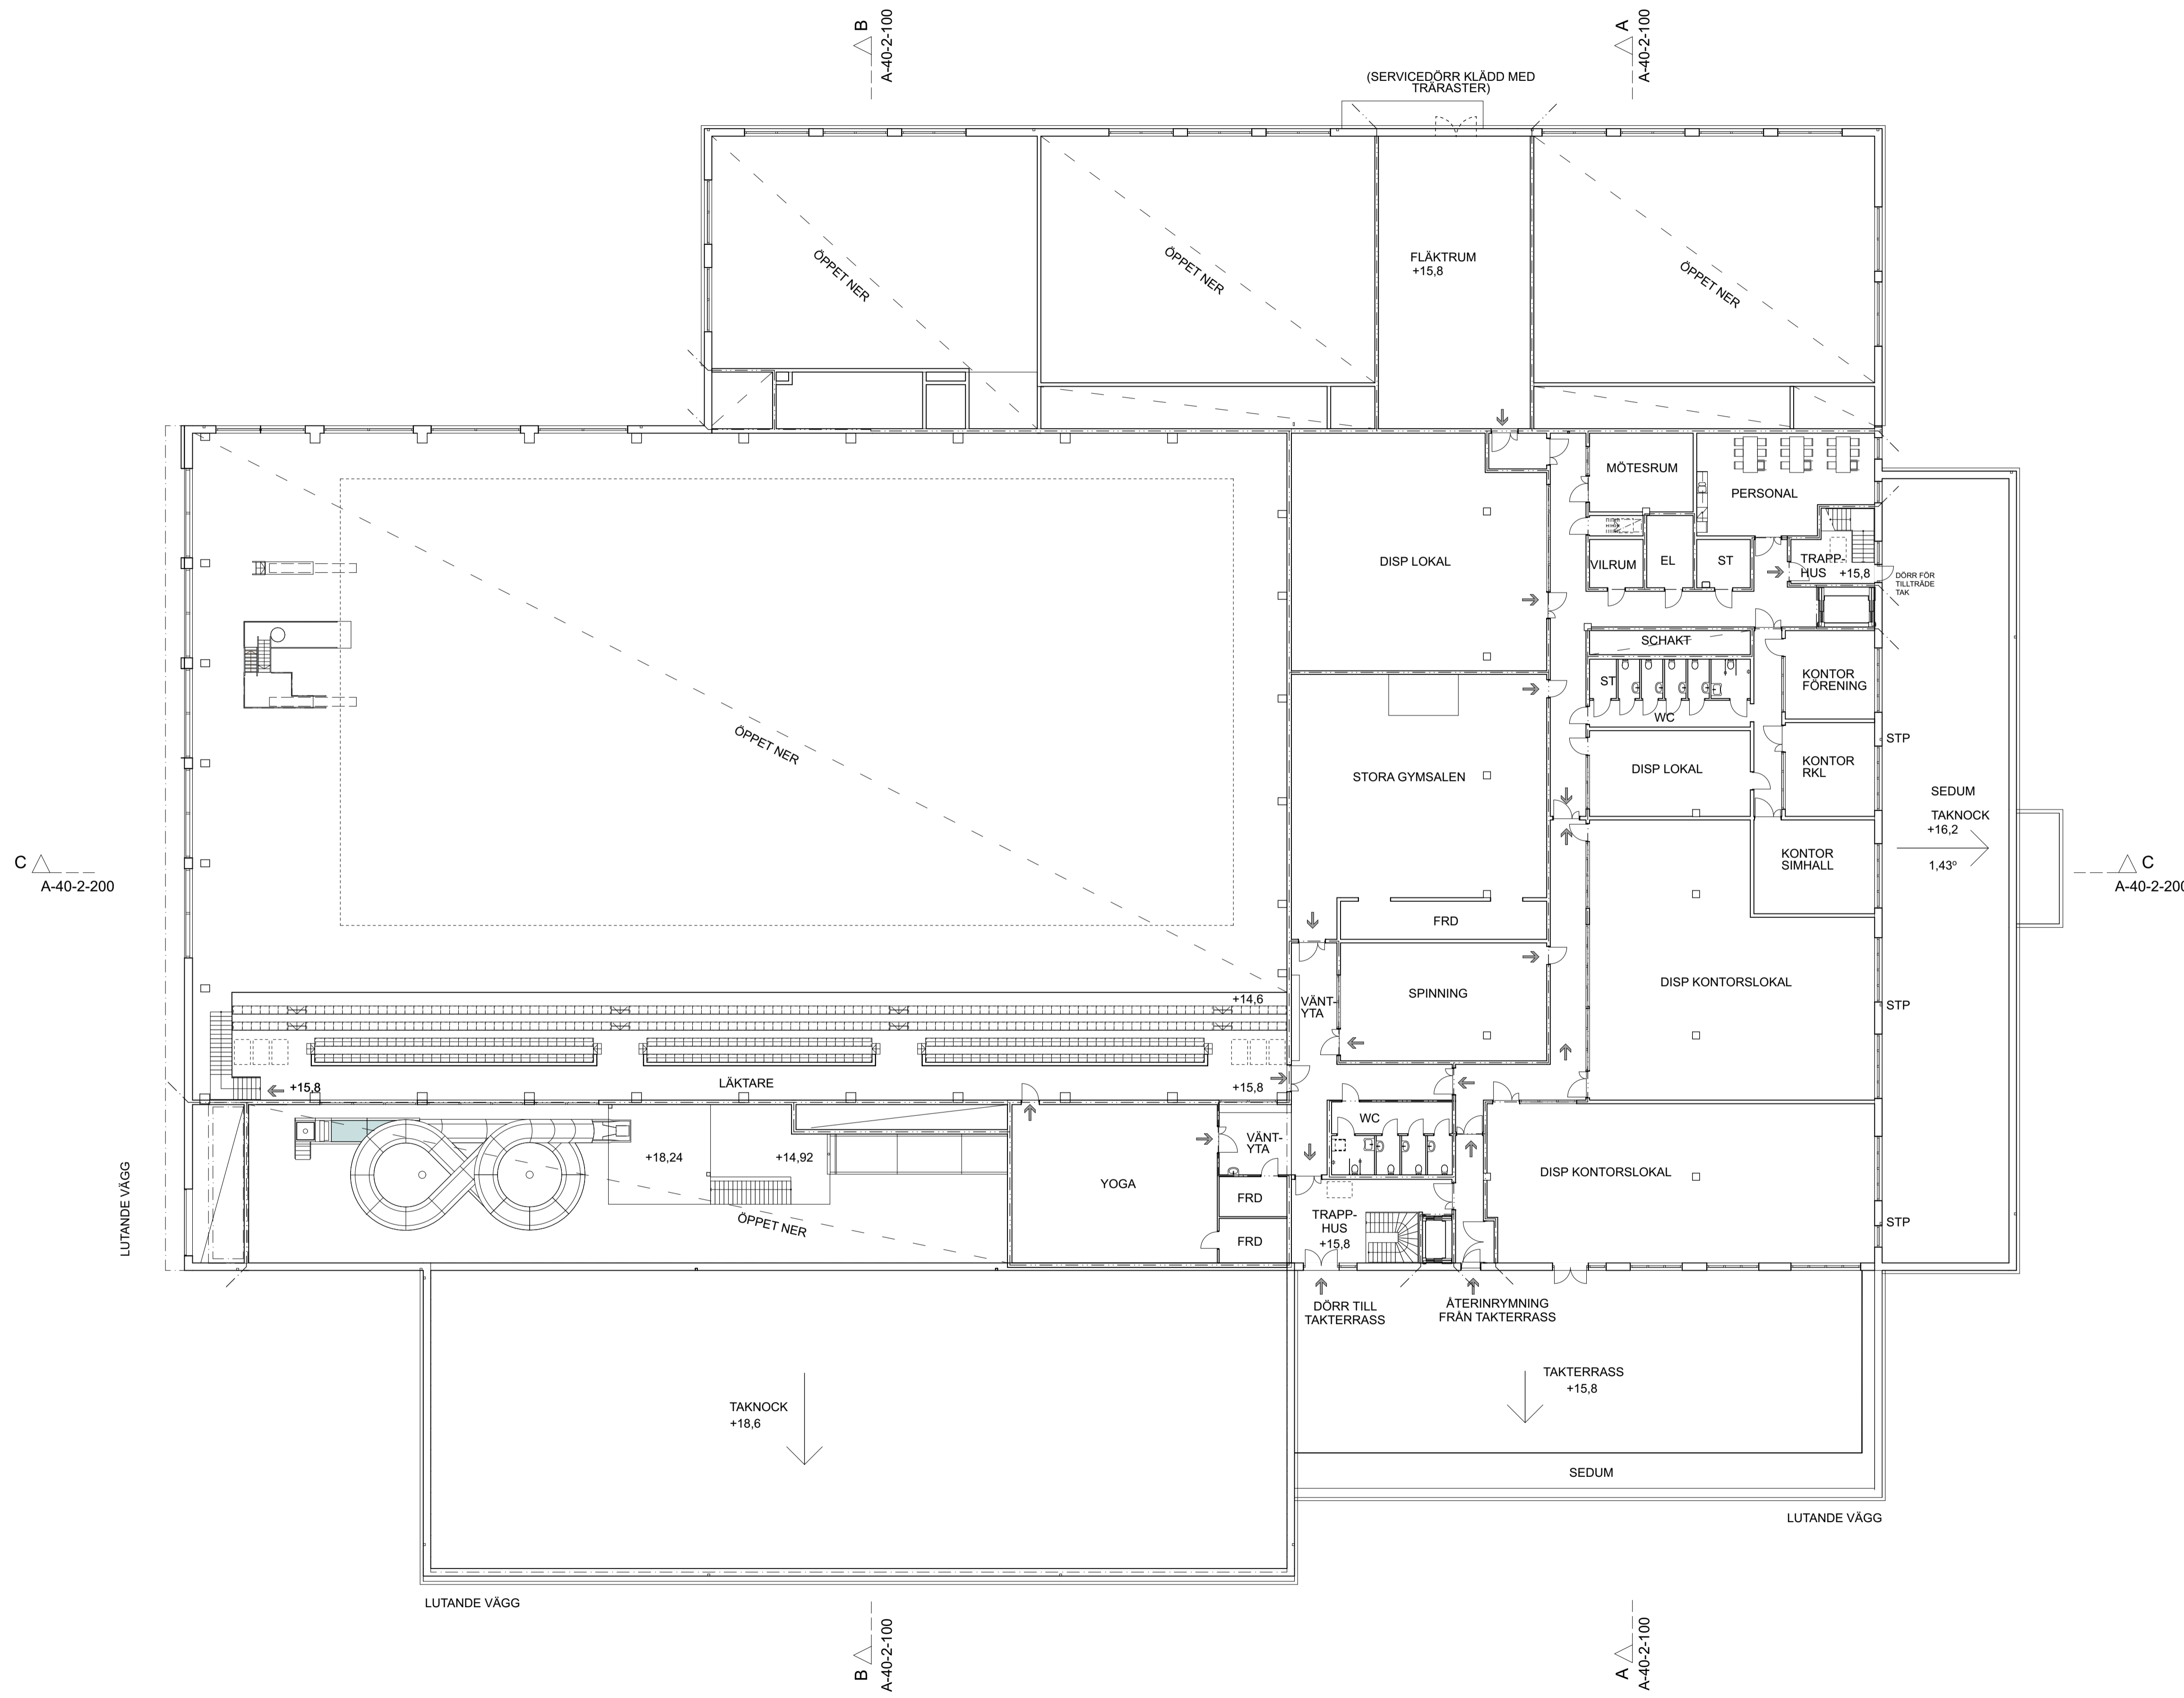 B
A-40-2-100
A
A-40-2-100
(SERVICEDÖRR KLÄDD MED
TRÄRASTER)
ÖPPET NER
ÖPPET NER
FLÄKTRUM
+15,8
ÖPPET NER
MÖTESRUM
PERSONAL
DISP LOKAL
VILRUM
EL
ST
TRAPP-
HUS +15,8
DÖRR FÖR
TILLTRÄDE
TAK
SCHAKT
ST
WC
KONTOR
FÖRENING
ÖPPET NER
STP
STORA GYMSALEN
DISP LOKAL
KONTOR
RKL
SEDUM
TAKNOCK
+16,2
1,43º
KONTOR
SIMHALL
C
A-40-2-200
C
A-40-2-200
FRD
SPINNING
DISP KONTORSLOKAL
+14,6
VÄNT-
YTA
STP
LÄKTARE
+15,8
+15,8
WC
VÄNT-
YTA
+18,24
+14,92
YOGA
DISP KONTORSLOKAL
FRD
ÖPPET NER
TRAPP-
HUS
+15,8
FRD
STP
LUTANDE VÄGG
DÖRR TILL
TAKTERRASS
ÅTERINRYMNING
FRÅN TAKTERRASS
TAKTERRASS
+15,8
TAKNOCK
+18,6
SEDUM
LUTANDE VÄGG
LUTANDE VÄGG
B
A-40-2-100
A
A-40-2-100